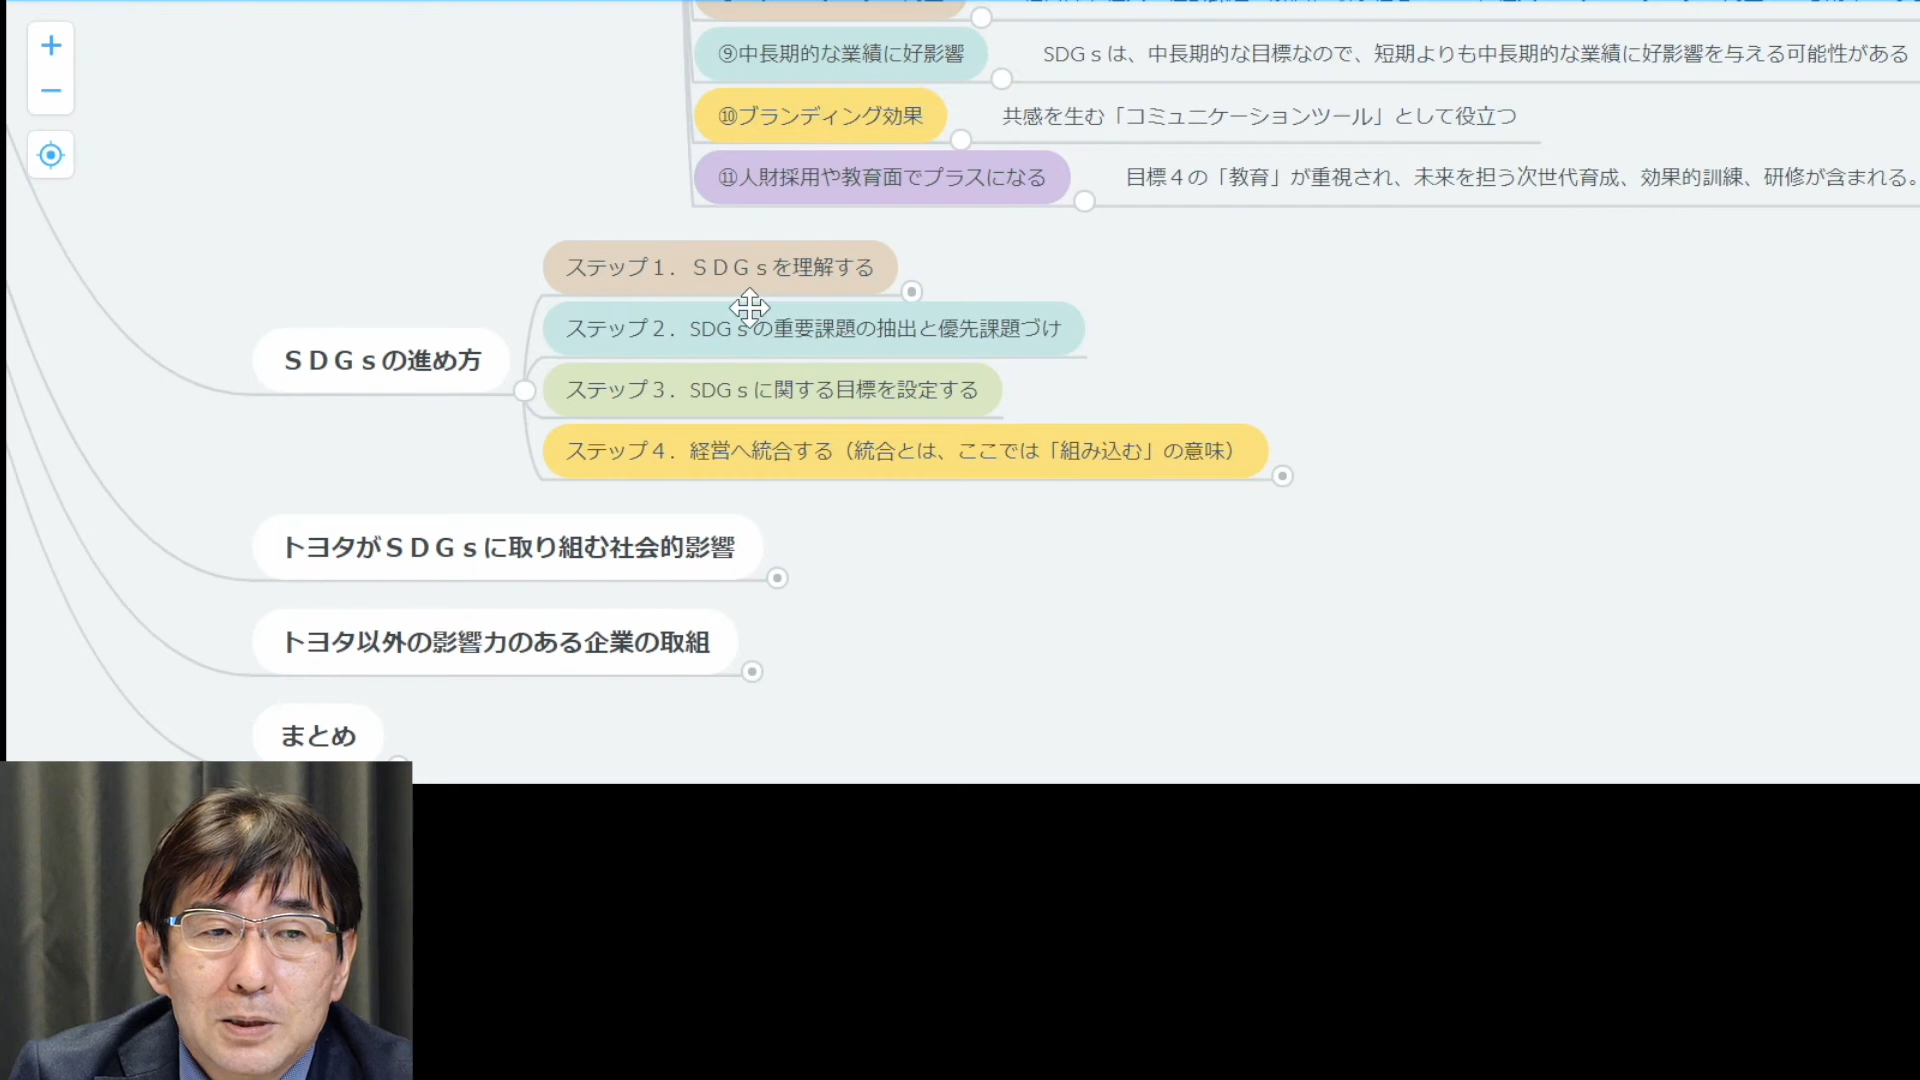 ⑨中長期的な業績に好影響
SDGｓは、中長期的な目標なので、短期よりも中長期的な業績に好影響を与える可能性がある
⑩ブランディング効果
共感を生む「コミュニケーションツール」として役立つ
⑪人財採用や教育面でプラスになる
目標４の「教育」が重視され、未来を担う次世代育成、効果的訓練、研修が含まれる。
ステップ１．ＳＤＧｓを理解する
ステップ２．SDGｓの重要課題の抽出と優先課題づけ
ＳＤＧｓの進め方
ステップ３．SDGｓに関する目標を設定する
ステップ４．経営へ統合する（統合とは、ここでは「組み込む」の意味）
トヨタがＳＤＧｓに取り組む社会的影響
トヨタ以外の影響力のある企業の取組
まとめ